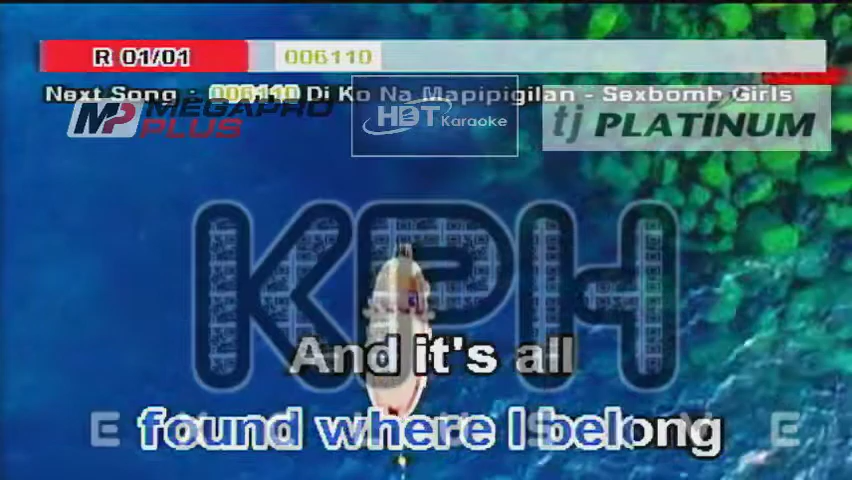 R 01/01
006110
Next Song : 006110 Di Ko Na Mapipigilan - Sexbomb Girls
MP MEGAPRO PLUS
HDT Karaoke
tj PLATINUM
KPH
And it's all
found where I belong